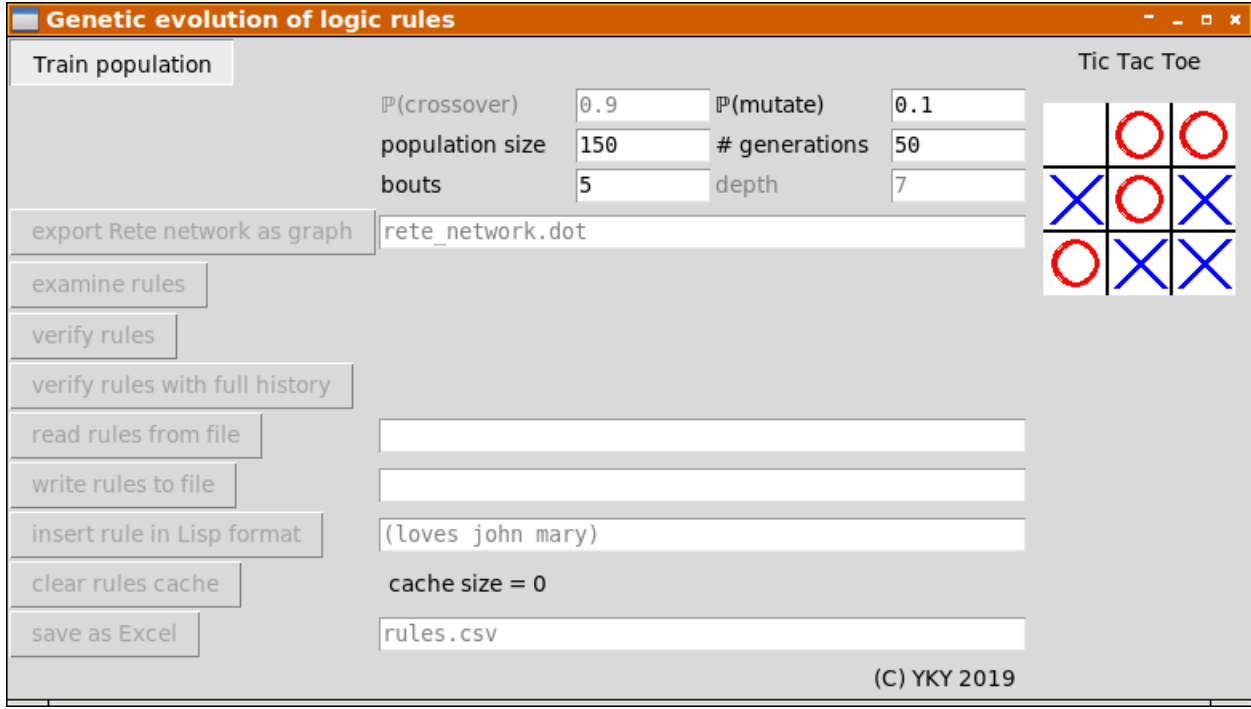 Genetic evolution of logic rules
Train population
Tic Tac Toe
ℙ(crossover) 0.9 ℙ(mutate) 0.1
population size 150 # generations 50
bouts 5 depth 7
export Rete network as graph rete_network.dot
examine rules
verify rules
verify rules with full history
read rules from file
write rules to file
insert rule in Lisp format (loves john mary)
clear rules cache cache size = 0
save as Excel rules.csv
(C) YKY 2019